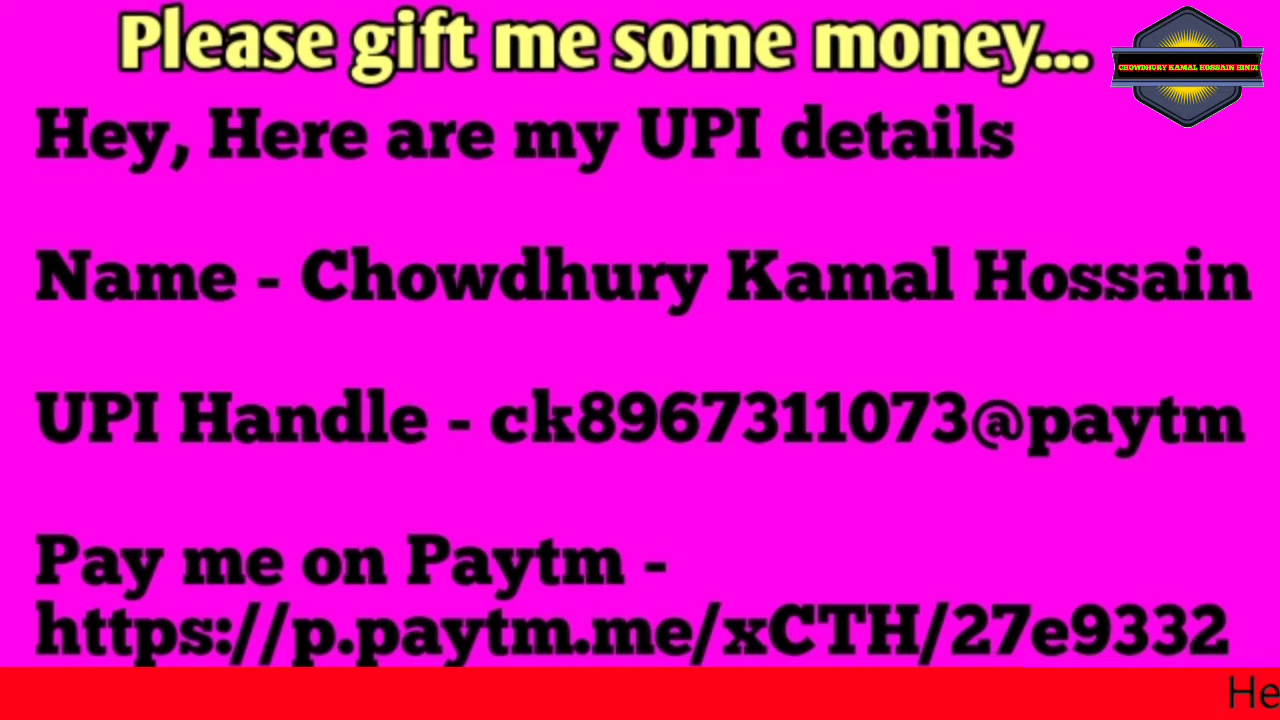 Please gift me some money...
CHOWDHURY KAMAL HOSSAIN HINDI
Hey, Here are my UPI details
Name - Chowdhury Kamal Hossain
UPI Handle - ck8967311073@paytm
Pay me on Paytm -
https://p.paytm.me/xCTH/27e9332
He